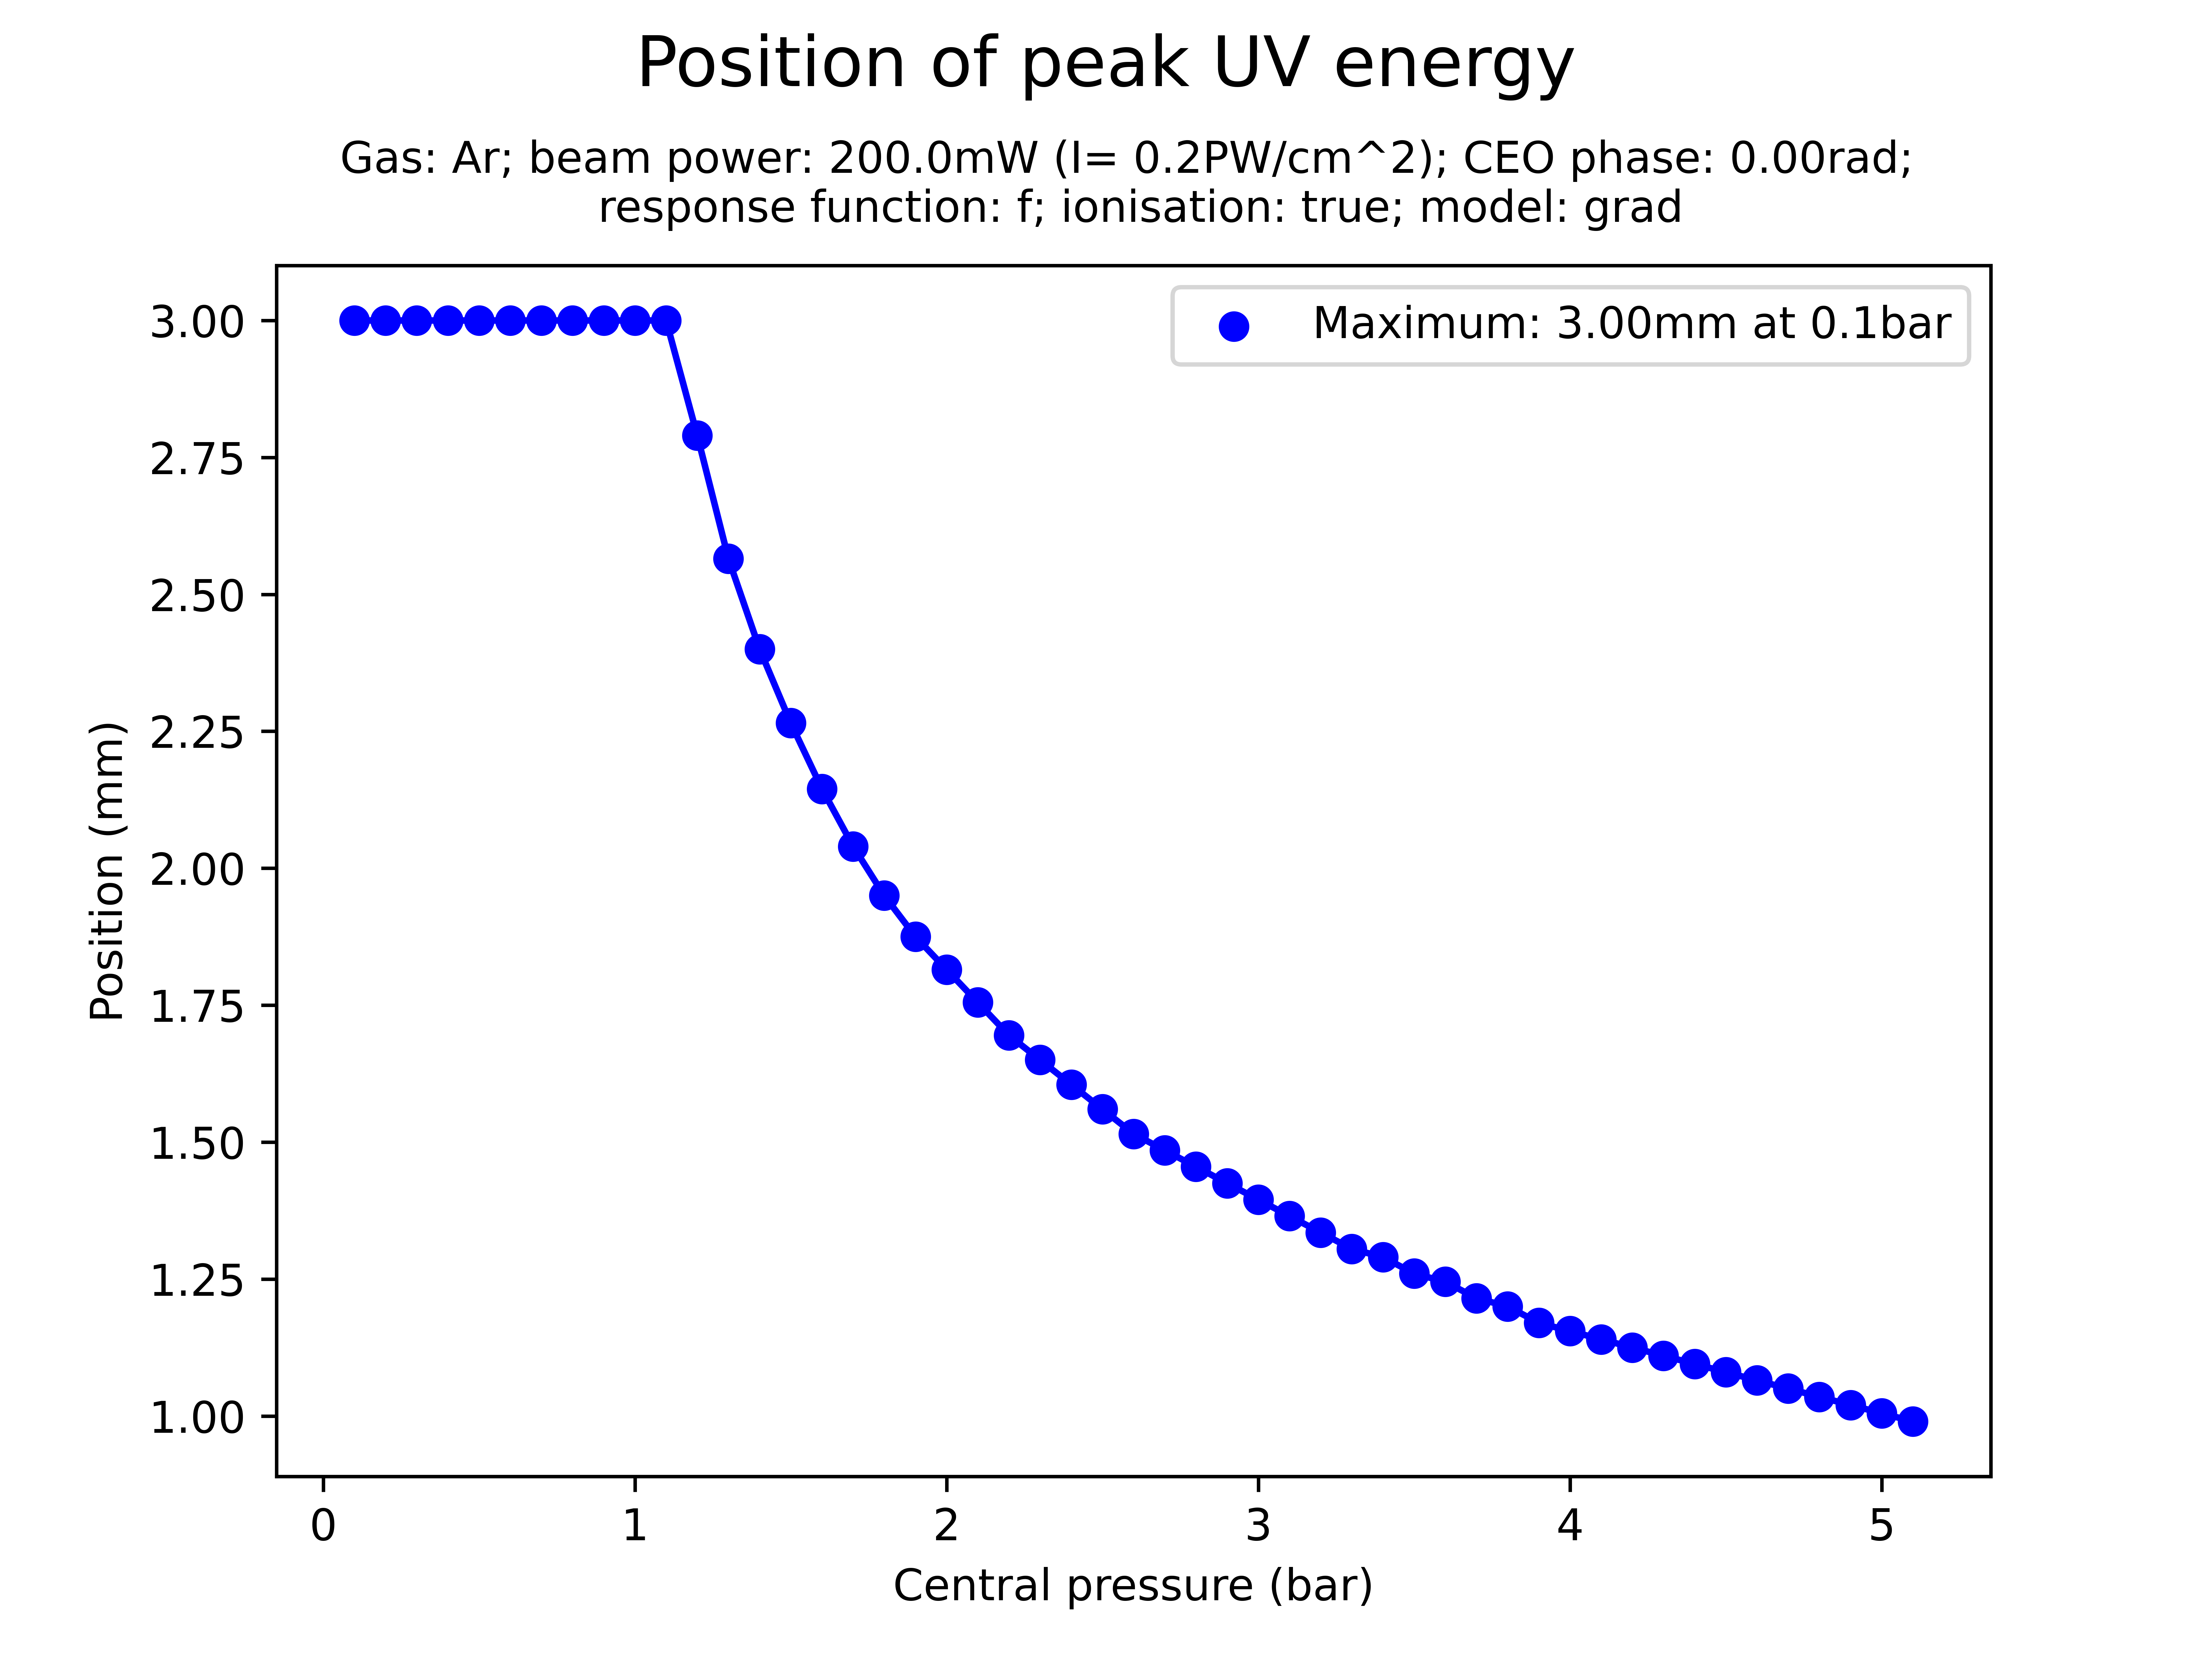 Position of peak UV energy
Gas: Ar; beam power: 200.0mW (I= 0.2PW/cm^2); CEO phase: 0.00rad;
response function: f; ionisation: true; model: grad
Maximum: 3.00mm at 0.1bar
3.00
2.75
2.50
2.25
2.00
1.75
1.50
1.25
1.00
Position (mm)
0 1 2 3 4 5
Central pressure (bar)